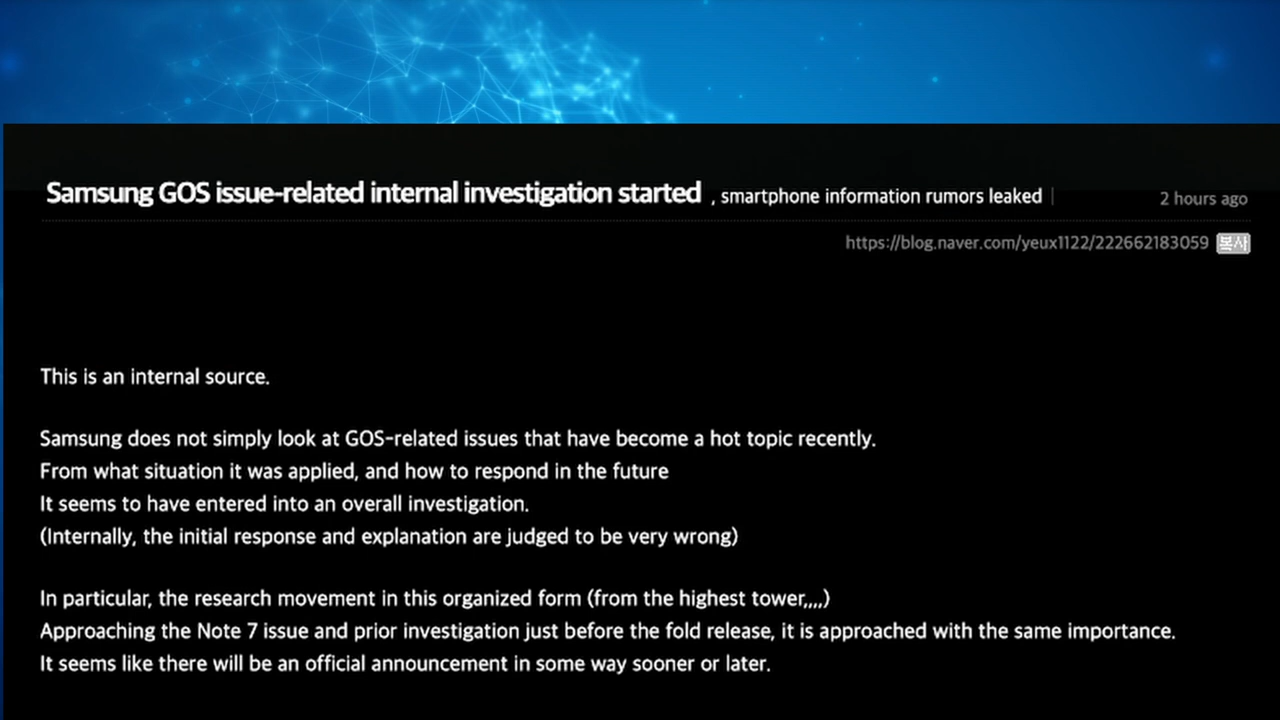 Samsung GOS issue-related internal investigation started , smartphone information rumors leaked | 2 hours ago
https://blog.naver.com/yeux1122/222662183059 복사
This is an internal source.
Samsung does not simply look at GOS-related issues that have become a hot topic recently.
From what situation it was applied, and how to respond in the future
It seems to have entered into an overall investigation.
(Internally, the initial response and explanation are judged to be very wrong)
In particular, the research movement in this organized form (from the highest tower,,,,)
Approaching the Note 7 issue and prior investigation just before the fold release, it is approached with the same importance.
It seems like there will be an official announcement in some way sooner or later.